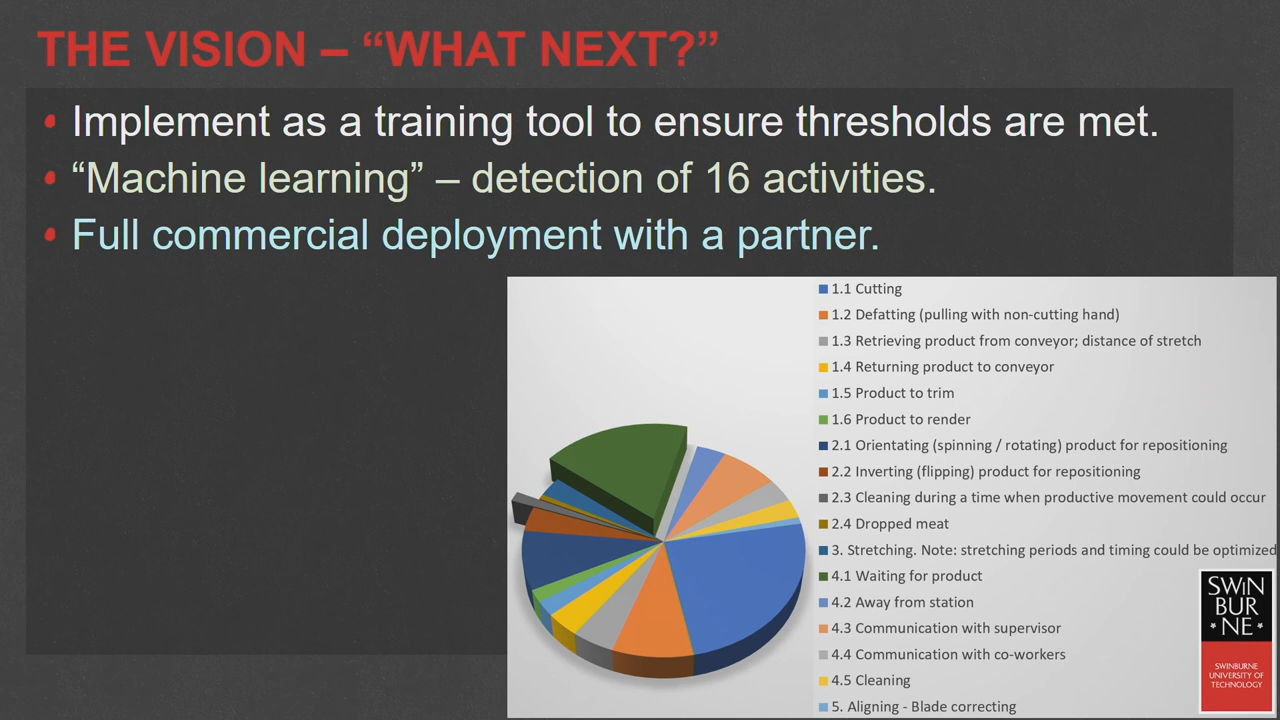 THE VISION – “WHAT NEXT?”
• Implement as a training tool to ensure thresholds are met.
• “Machine learning” – detection of 16 activities.
• Full commercial deployment with a partner.
1.1 Cutting
1.2 Defatting (pulling with non-cutting hand)
1.3 Retrieving product from conveyor; distance of stretch
1.4 Returning product to conveyor
1.5 Product to trim
1.6 Product to render
2.1 Orientating (spinning / rotating) product for repositioning
2.2 Inverting (flipping) product for repositioning
2.3 Cleaning during a time when productive movement could occur
2.4 Dropped meat
3. Stretching. Note: stretching periods and timing could be optimized
4.1 Waiting for product
4.2 Away from station
4.3 Communication with supervisor
4.4 Communication with co-workers
4.5 Cleaning
5. Aligning - Blade correcting
SWIN
BUR
NE
SWINBURNE
UNIVERSITY OF
TECHNOLOGY